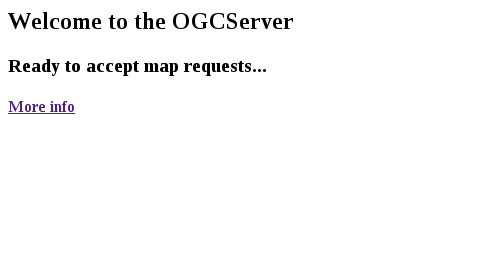 Welcome to the OGCServer
Ready to accept map requests...
More info